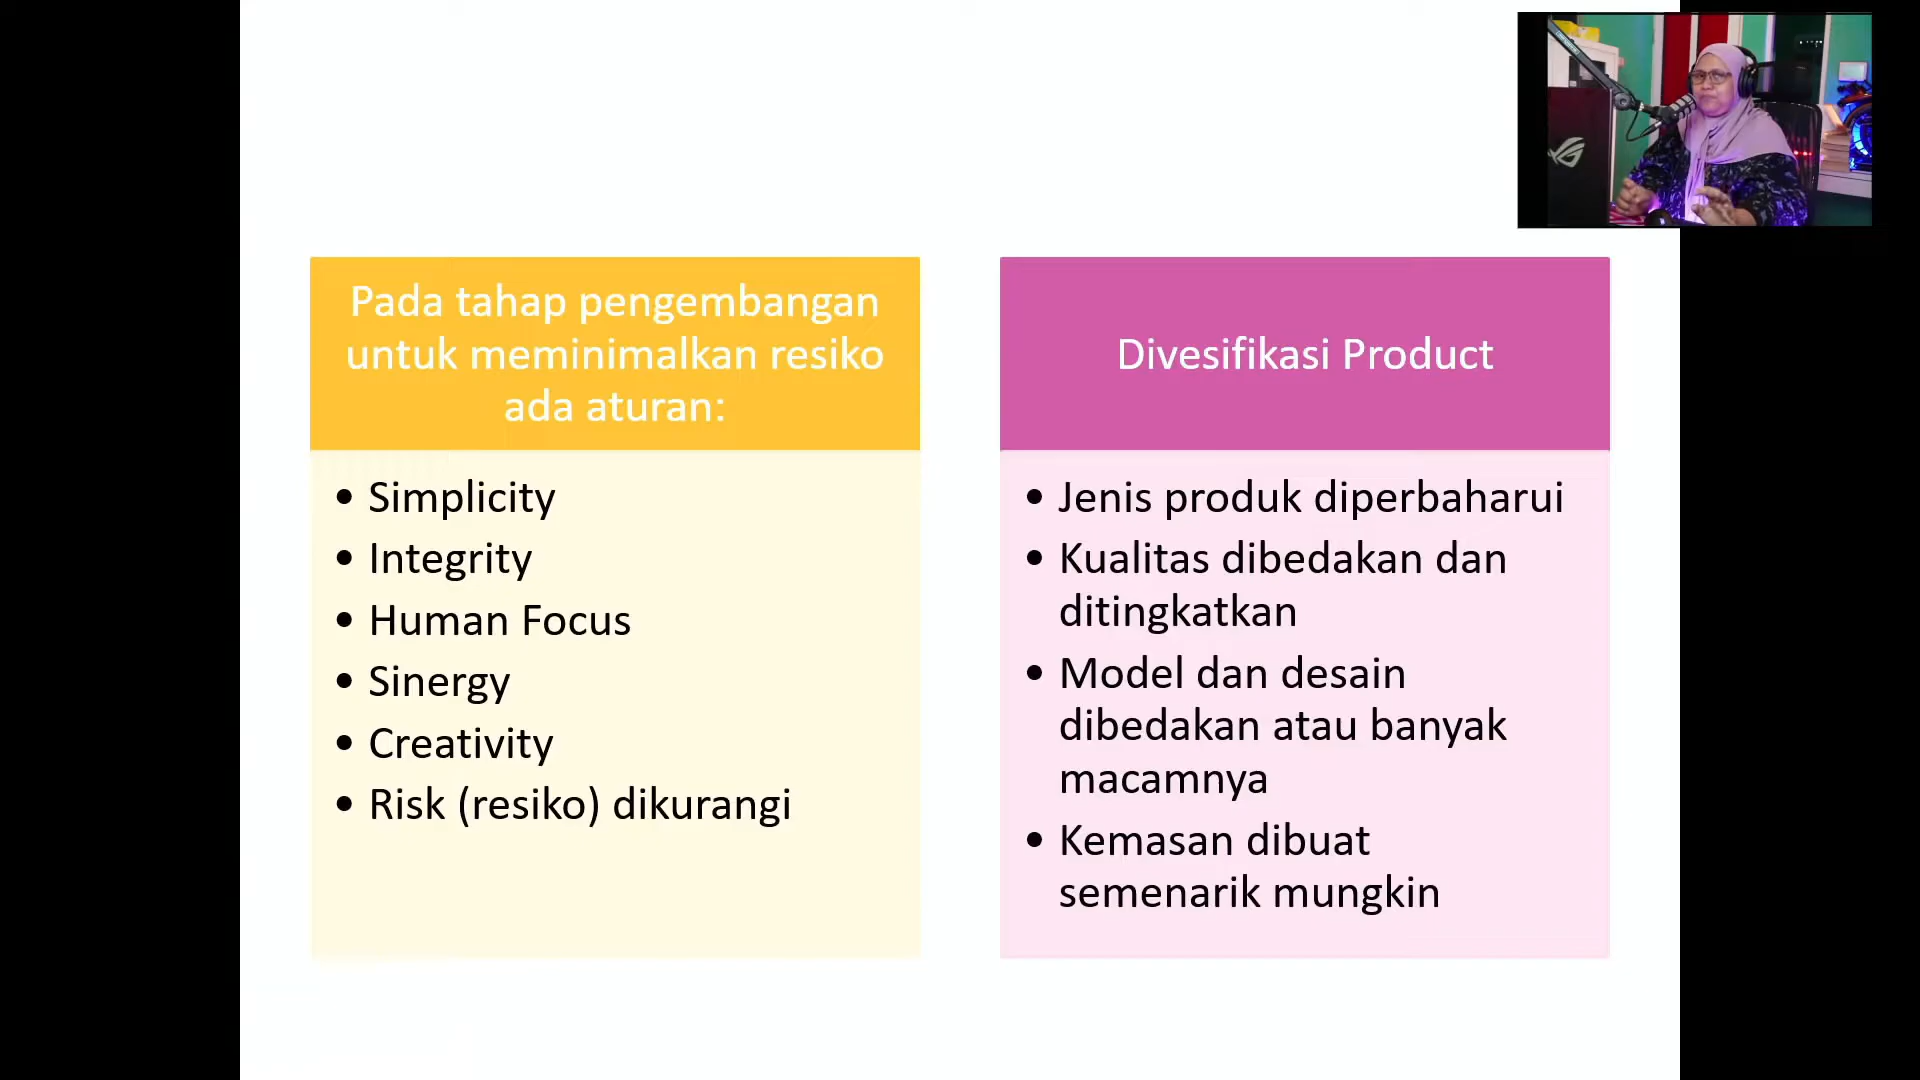 Pada tahap pengembangan
untuk meminimalkan resiko
ada aturan:
• Simplicity
• Integrity
• Human Focus
• Sinergy
• Creativity
• Risk (resiko) dikurangi
Divesifikasi Product
• Jenis produk diperbaharui
• Kualitas dibedakan dan
ditingkatkan
• Model dan desain
dibedakan atau banyak
macamnya
• Kemasan dibuat
semenarik mungkin